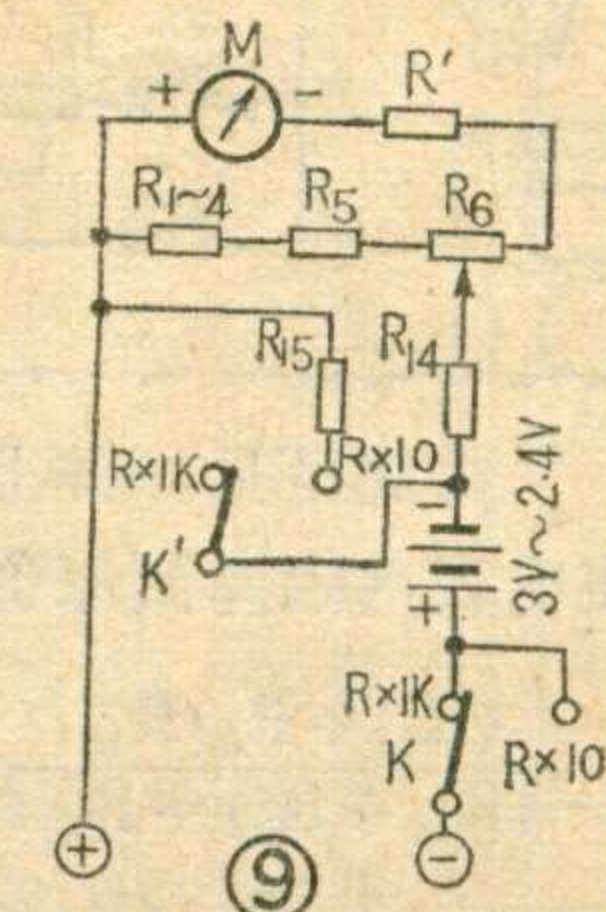 M
+ - R'
R1~4 R5 R6
R15 R14
R×1K R×10
K'
-
3V~2.4V
+
R×1K
K R×10
+ -
⑨